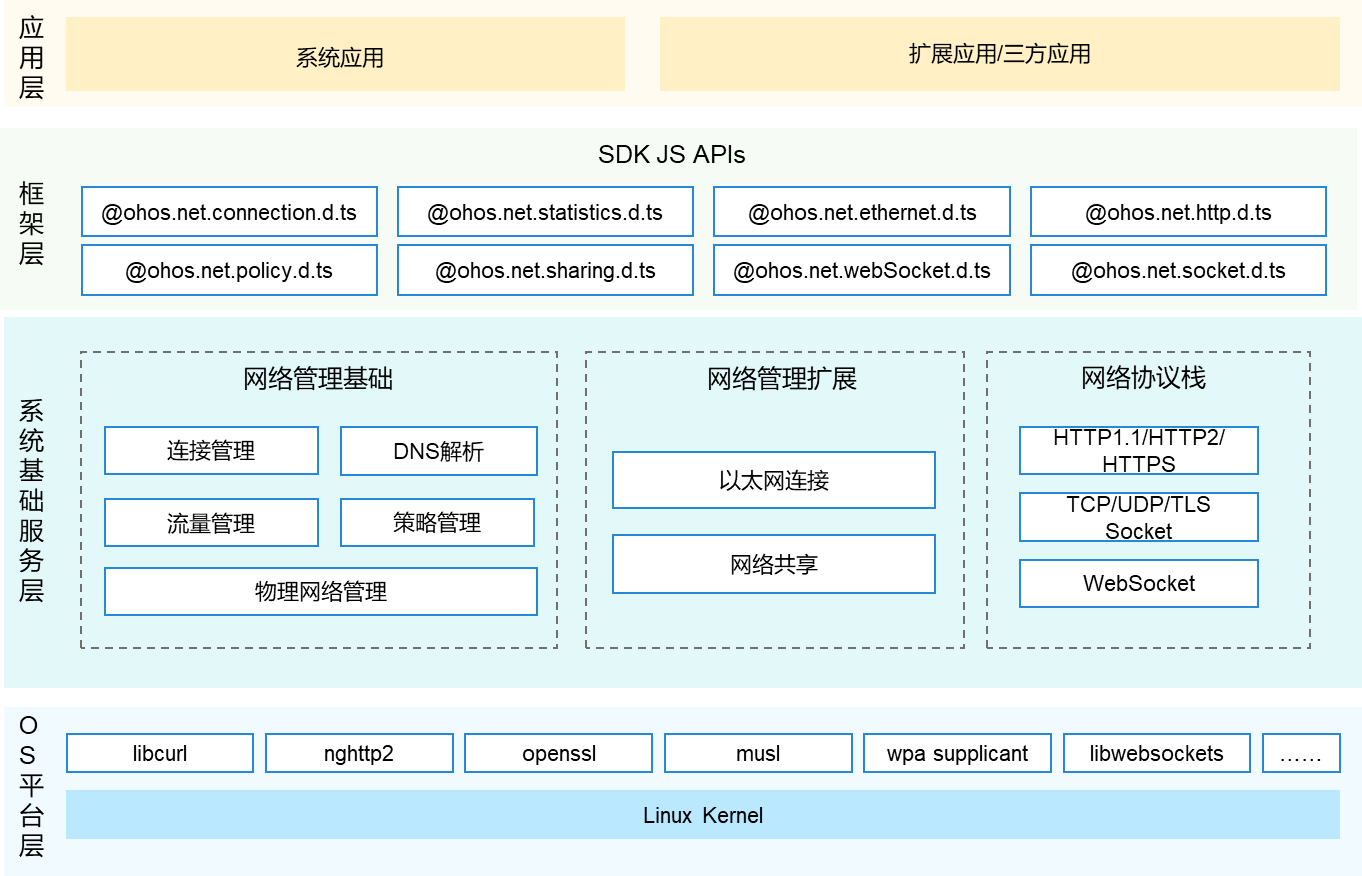 应用层
系统应用
扩展应用/三方应用
框架层
SDK JS APIs
@ohos.net.connection.d.ts
@ohos.net.statistics.d.ts
@ohos.net.ethernet.d.ts
@ohos.net.http.d.ts
@ohos.net.policy.d.ts
@ohos.net.sharing.d.ts
@ohos.net.webSocket.d.ts
@ohos.net.socket.d.ts
系统基础服务层
网络管理基础
连接管理
DNS解析
流量管理
策略管理
物理网络管理
网络管理扩展
以太网连接
网络共享
网络协议栈
HTTP1.1/HTTP2/
HTTPS
TCP/UDP/TLS
Socket
WebSocket
OS平台层
libcurl
nghttp2
openssl
musl
wpa supplicant
libwebsockets
……
Linux Kernel